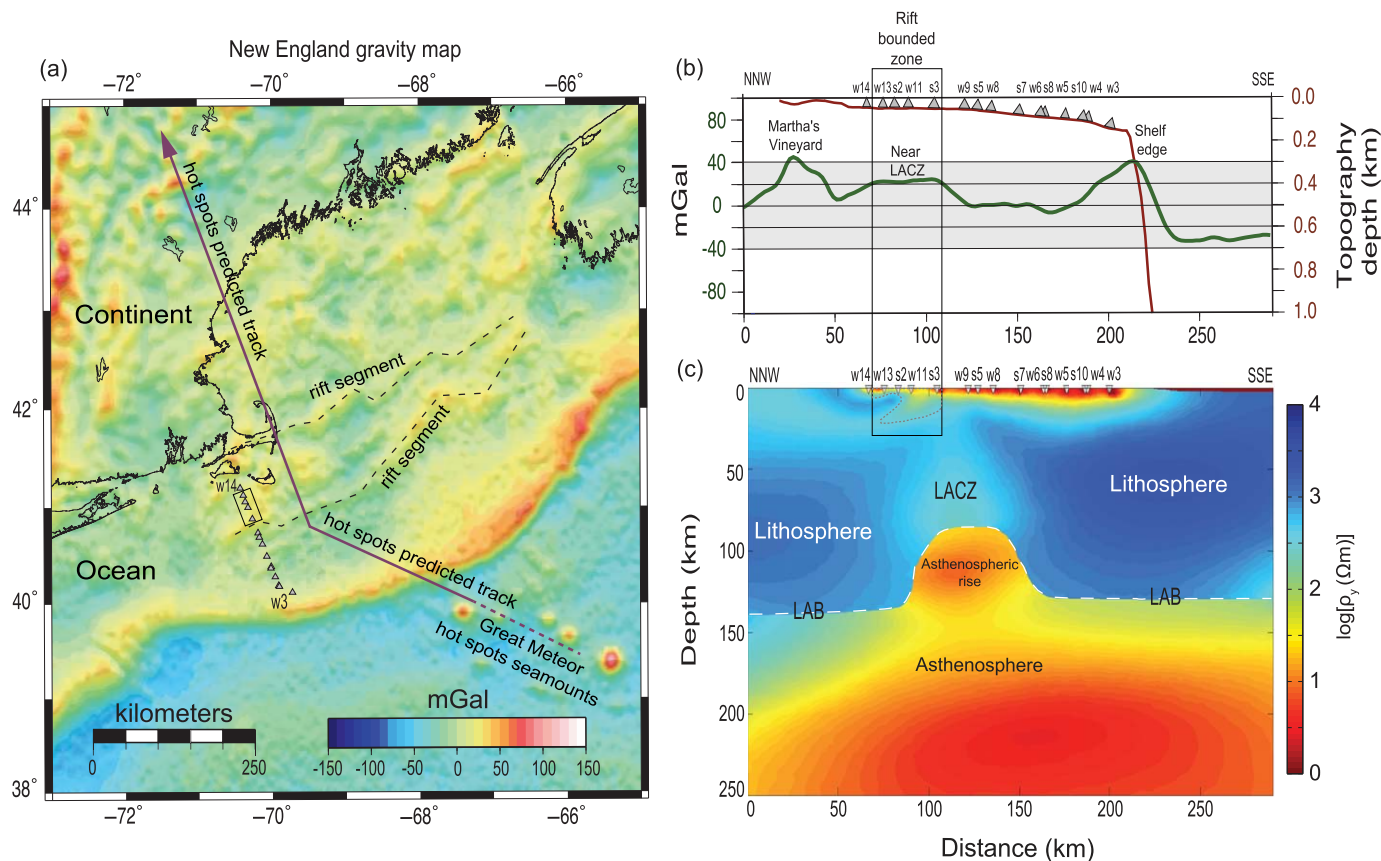 New England gravity map
(a)
−72° −70° −68° −66°
44°
42°
40°
38°
hot spots predicted track
Continent
rift segment
rift segment
w14
Ocean
w3
hot spots predicted track
Great Meteor
hot spots seamounts
kilometers
0 250
mGal
-150 -100 -50 0 50 100 150
−72° −70° −68° −66°
Rift
bounded
zone
(b)
NNW SSE
w14 w13 s2 w11 s3 w9 s5 w8 s7 w6 s8 w5 s10 w4 w3
Martha's
Vineyard
Near
LACZ
Shelf
edge
mGal
80
40
0
-40
-80
0.0
0.2
0.4
0.6
0.8
1.0
Topography
depth (km)
0 50 100 150 200 250
(c)
NNW SSE
w14 w13 s2 w11 s3 w9 s5 w8 s7 w6 s8 w5 s10 w4 w3
0
50
100
150
200
250
Depth (km)
LACZ
Lithosphere
Lithosphere
Asthenospheric
rise
LAB
LAB
Asthenosphere
0 50 100 150 200 250
Distance (km)
4
3
2
1
0
log[ρy (Ωm)]